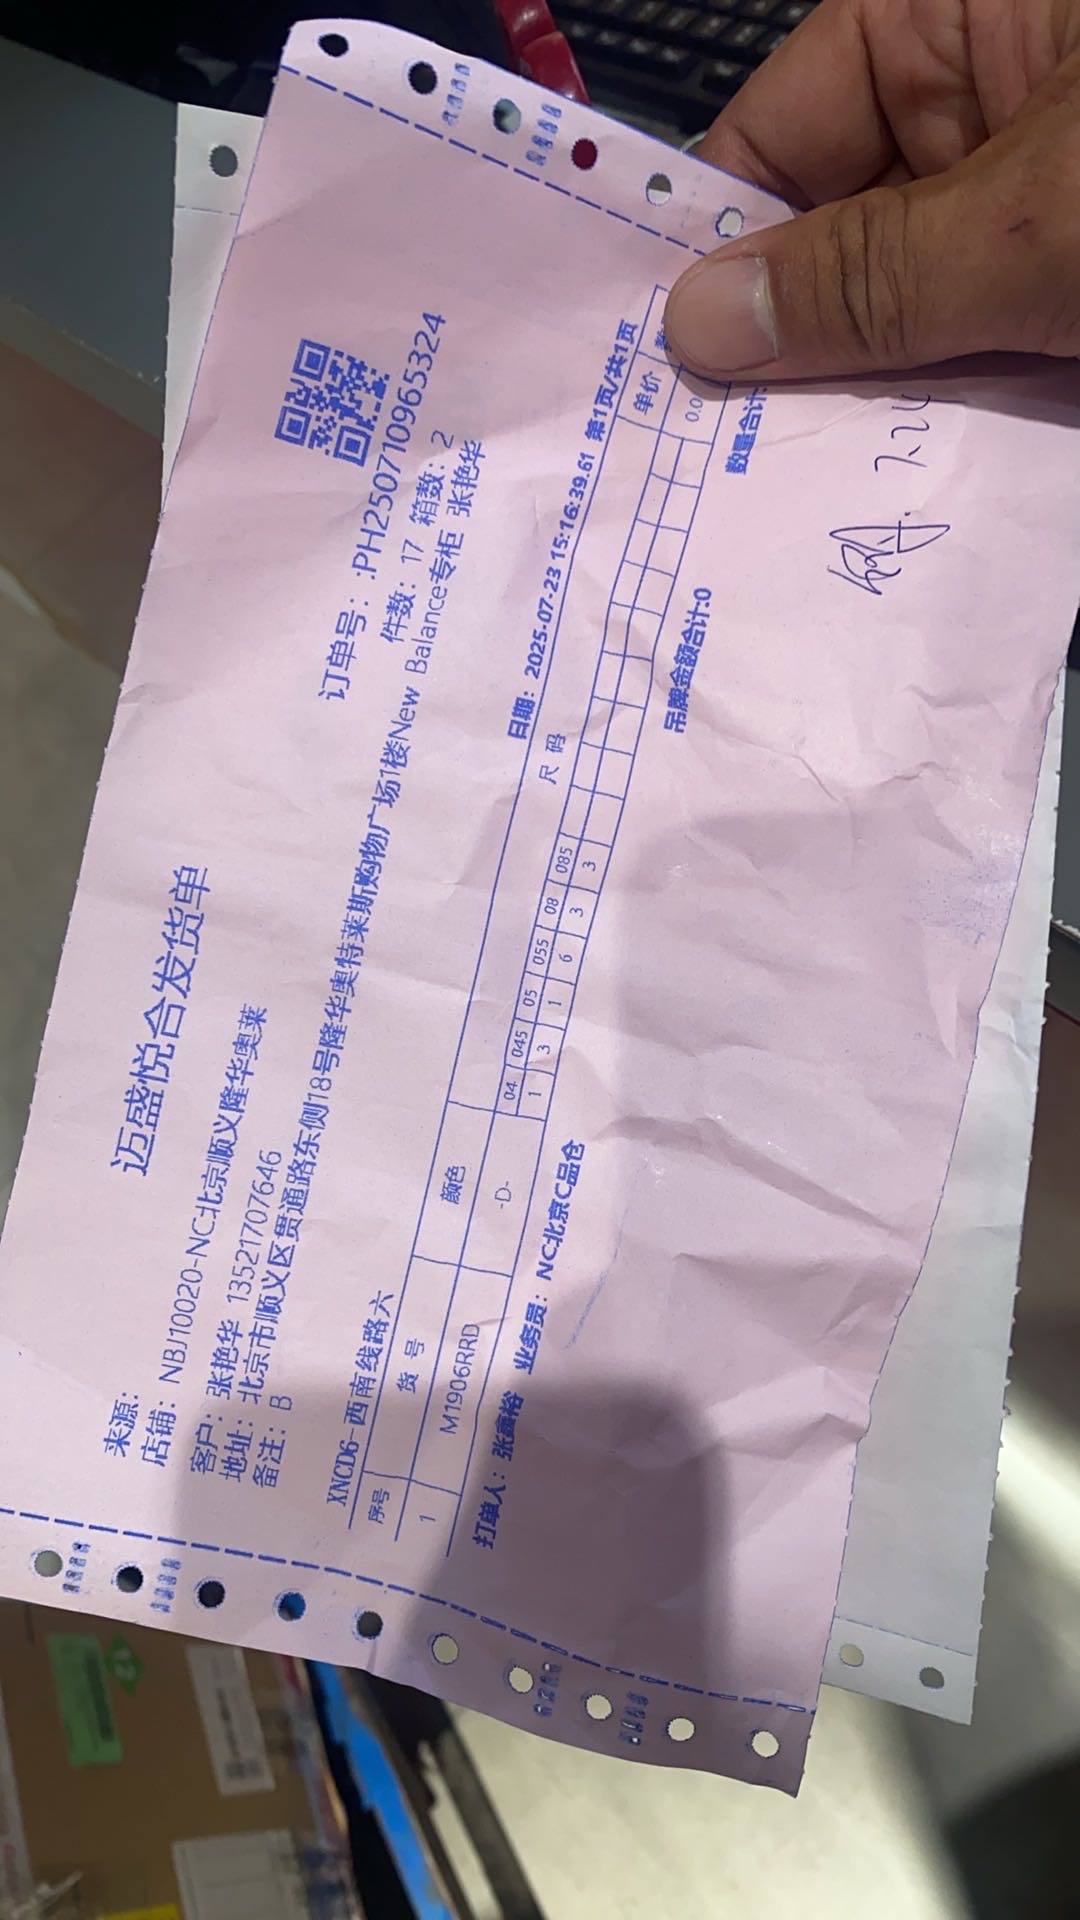 迈盛悦合发货单
来源:
店铺: NBJ10020-NC北京顺义隆华奥莱
订单号: :PH250710965324
客户: 张艳华 13521707646
件数: 17 箱数: 2
地址: 北京市顺义区贯通路东侧18号隆华奥特莱斯购物广场1楼New Balance专柜 张艳华
备注: B
XNCD6-西南线路六
日期: 2025-07-23 15:16:39.61 第1页/共1页
序号 货号 颜色 尺码 单价
04 045 05 055 08 085
1 M1906RRD -D- 1 3 1 6 3 3 0.0
打单人: 张鑫裕 业务员: NC北京C品仓 吊牌金额合计:0 数量合计:
7.24